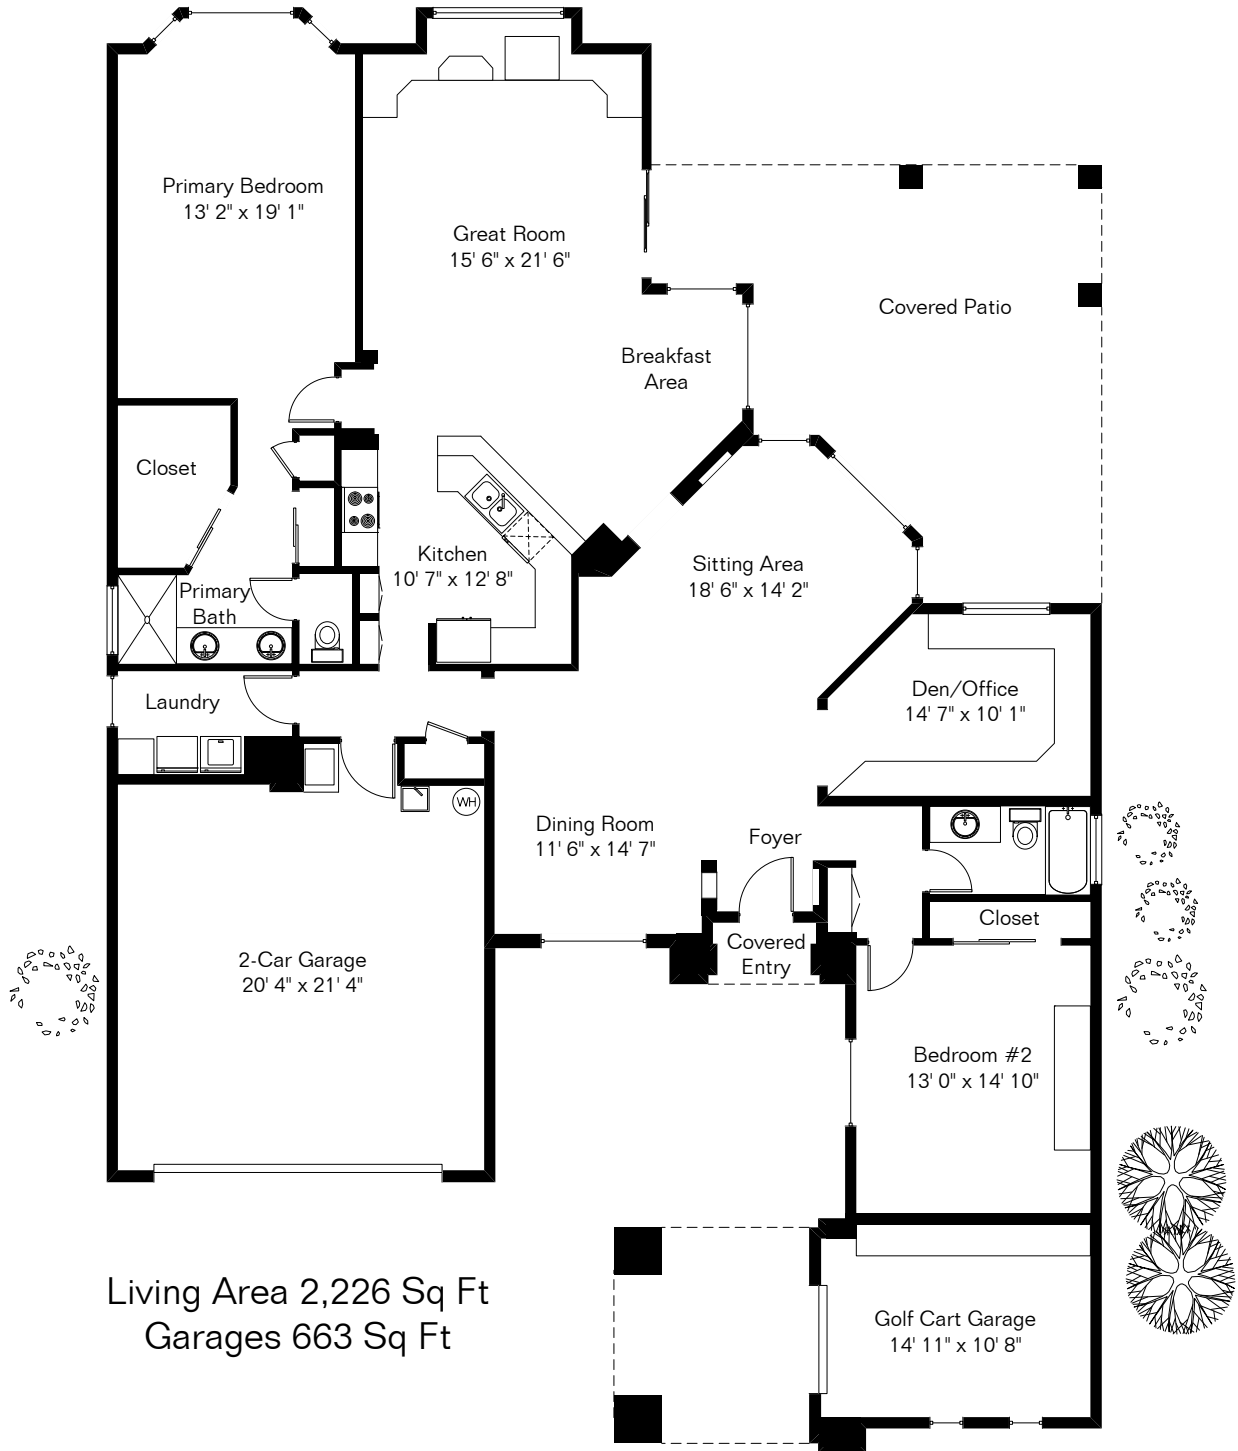 Primary Bedroom
13' 2" x 19' 1"
Great Room
15' 6" x 21' 6"
Covered Patio
Breakfast
Area
Closet
Kitchen
10' 7" x 12' 8"
Sitting Area
18' 6" x 14' 2"
Primary
Bath
Laundry
Den/Office
14' 7" x 10' 1"
WH
Dining Room
11' 6" x 14' 7"
Foyer
Closet
Covered
Entry
2-Car Garage
20' 4" x 21' 4"
Bedroom #2
13' 0" x 14' 10"
Living Area 2,226 Sq Ft
Garages 663 Sq Ft
Golf Cart Garage
14' 11" x 10' 8"